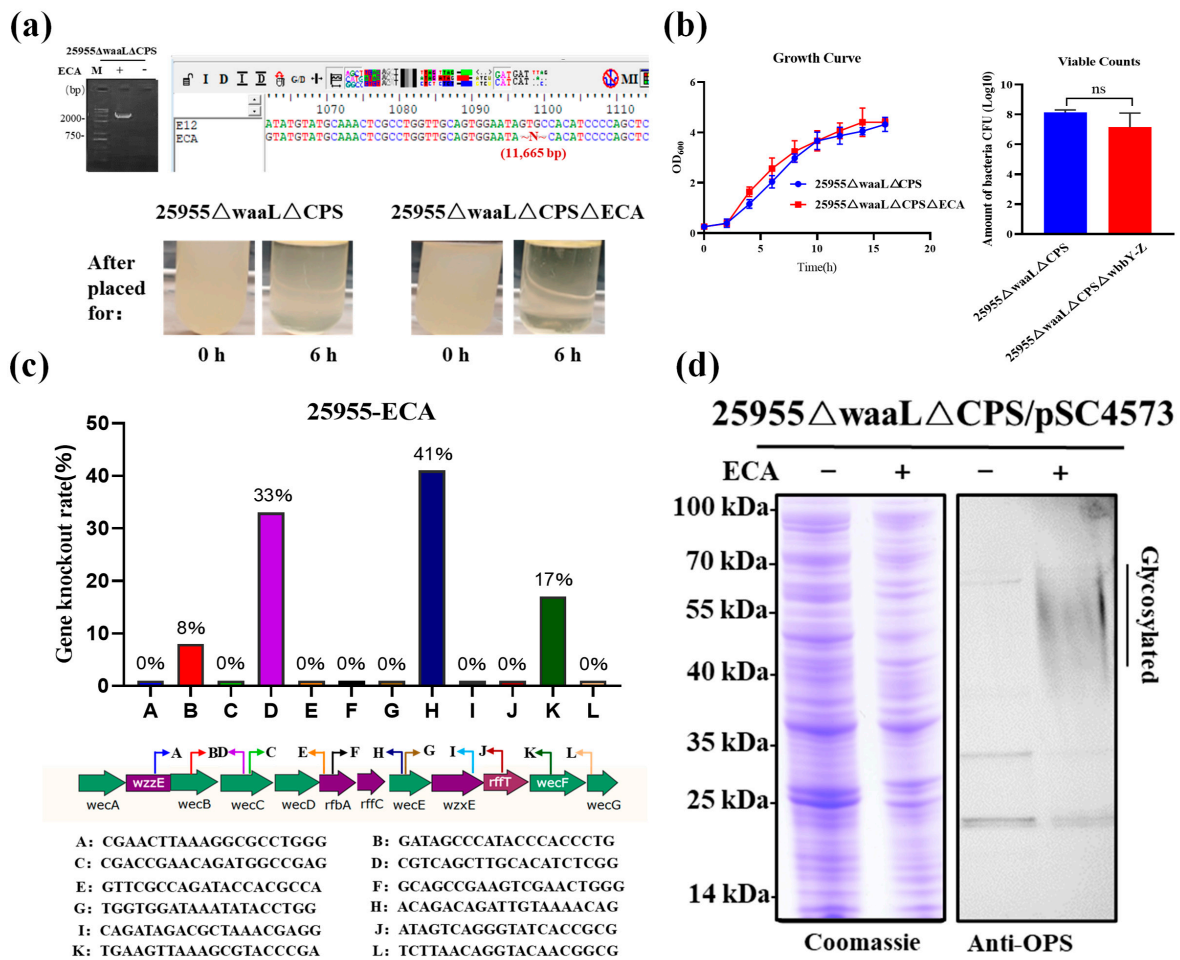 (a)
25955ΔwaaLΔCPS
ECA M + -
(bp)
2000
750
I D I D G/D MI
1070 1080 1090 1100 1110
E12 ATATGTATGCAAACTCGCCTGGTTGCAGTGGAATAGTGCCACATCCCCAGCTC
ECA GTATGTATGCAAACTCGCCTGGTTGCAGTGGAATA~N~CACATCCCCAGCTC
(11,665 bp)
25955△waaL△CPS
25955△waaL△CPS△ECA
After
placed
for:
0 h
6 h
0 h
6 h
(b)
Growth Curve
OD600
6
4
2
0
0 5 10 15 20
Time(h)
25955△waaL△CPS
25955△waaL△CPS△ECA
Viable Counts
ns
Amount of bacteria CFU (Log10)
10
8
6
4
2
0
25955△waaL△CPS
25955△waaL△CPS△wbbY-Z
(c)
25955-ECA
Gene knockout rate(%)
50
40
30
20
10
0
0% 8% 0% 33% 0% 0% 0% 41% 0% 0% 17% 0%
A B C D E F G H I J K L
A B D C E F H G I J K L
wecA wzzE wecB wecC wecD rfbA rffC wecE wzxE rffT wecF wecG
A: CGAACTTAAAGGCGCCTGGG
B: GATAGCCCATACCCACCCTG
C: CGACCGAACAGATGGCCGAG
D: CGTCAGCTTGCACATCTCGG
E: GTTCGCCAGATACCACGCCA
F: GCAGCCGAAGTCGAACTGGG
G: TGGTGGATAAATATACCTGG
H: ACAGACAGATTGTAAAACAG
I: CAGATAGACGCTAAACGAGG
J: ATAGTCAGGGTATCACCGCG
K: TGAAGTTAAAGCGTACCCGA
L: TCTTAACAGGTACAACGGCG
(d)
25955△waaL△CPS/pSC4573
ECA − + − +
100 kDa
70 kDa
55 kDa
40 kDa
35 kDa
25 kDa
14 kDa
Glycosylated
Coomassie
Anti-OPS